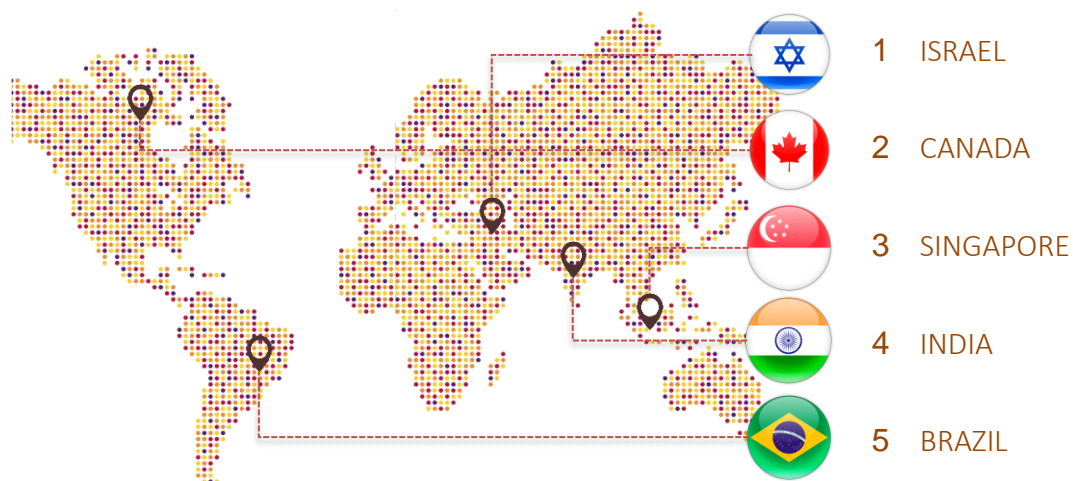 1 ISRAEL
2 CANADA
3 SINGAPORE
4 INDIA
5 BRAZIL